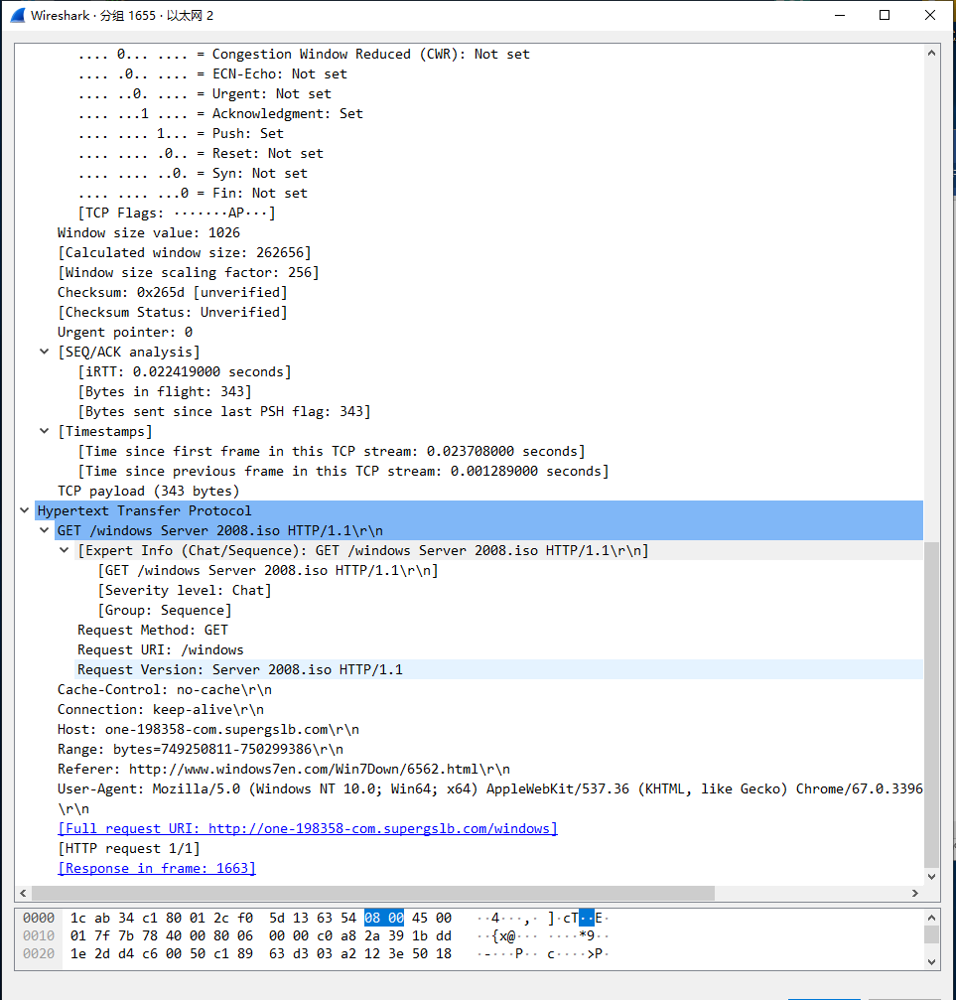 Wireshark · 分组 1655 · 以太网 2
.... 0... .... = Congestion Window Reduced (CWR): Not set
.... .0.. .... = ECN-Echo: Not set
.... ..0. .... = Urgent: Not set
.... ...1 .... = Acknowledgment: Set
.... .... 1... = Push: Set
.... .... .0.. = Reset: Not set
.... .... ..0. = Syn: Not set
.... .... ...0 = Fin: Not set
[TCP Flags: ·······AP···]
Window size value: 1026
[Calculated window size: 262656]
[Window size scaling factor: 256]
Checksum: 0x265d [unverified]
[Checksum Status: Unverified]
Urgent pointer: 0
[SEQ/ACK analysis]
[iRTT: 0.022419000 seconds]
[Bytes in flight: 343]
[Bytes sent since last PSH flag: 343]
[Timestamps]
[Time since first frame in this TCP stream: 0.023708000 seconds]
[Time since previous frame in this TCP stream: 0.001289000 seconds]
TCP payload (343 bytes)
Hypertext Transfer Protocol
GET /windows Server 2008.iso HTTP/1.1\r\n
[Expert Info (Chat/Sequence): GET /windows Server 2008.iso HTTP/1.1\r\n]
[GET /windows Server 2008.iso HTTP/1.1\r\n]
[Severity level: Chat]
[Group: Sequence]
Request Method: GET
Request URI: /windows
Request Version: Server 2008.iso HTTP/1.1
Cache-Control: no-cache\r\n
Connection: keep-alive\r\n
Host: one-198358-com.supergslb.com\r\n
Range: bytes=749250811-750299386\r\n
Referer: http://www.windows7en.com/Win7Down/6562.html\r\n
User-Agent: Mozilla/5.0 (Windows NT 10.0; Win64; x64) AppleWebKit/537.36 (KHTML, like Gecko) Chrome/67.0.3396
\r\n
[Full request URI: http://one-198358-com.supergslb.com/windows]
[HTTP request 1/1]
[Response in frame: 1663]
0000 1c ab 34 c1 80 01 2c f0 5d 13 63 54 08 00 45 00 ··4···,· ]·cT··E·
0010 01 7f 7b 78 40 00 80 06 00 00 c0 a8 2a 39 1b dd ··{x@··· ····*9··
0020 1e 2d d4 c6 00 50 c1 89 63 d3 03 a2 12 3e 50 18 ·-···P·· c····>P·